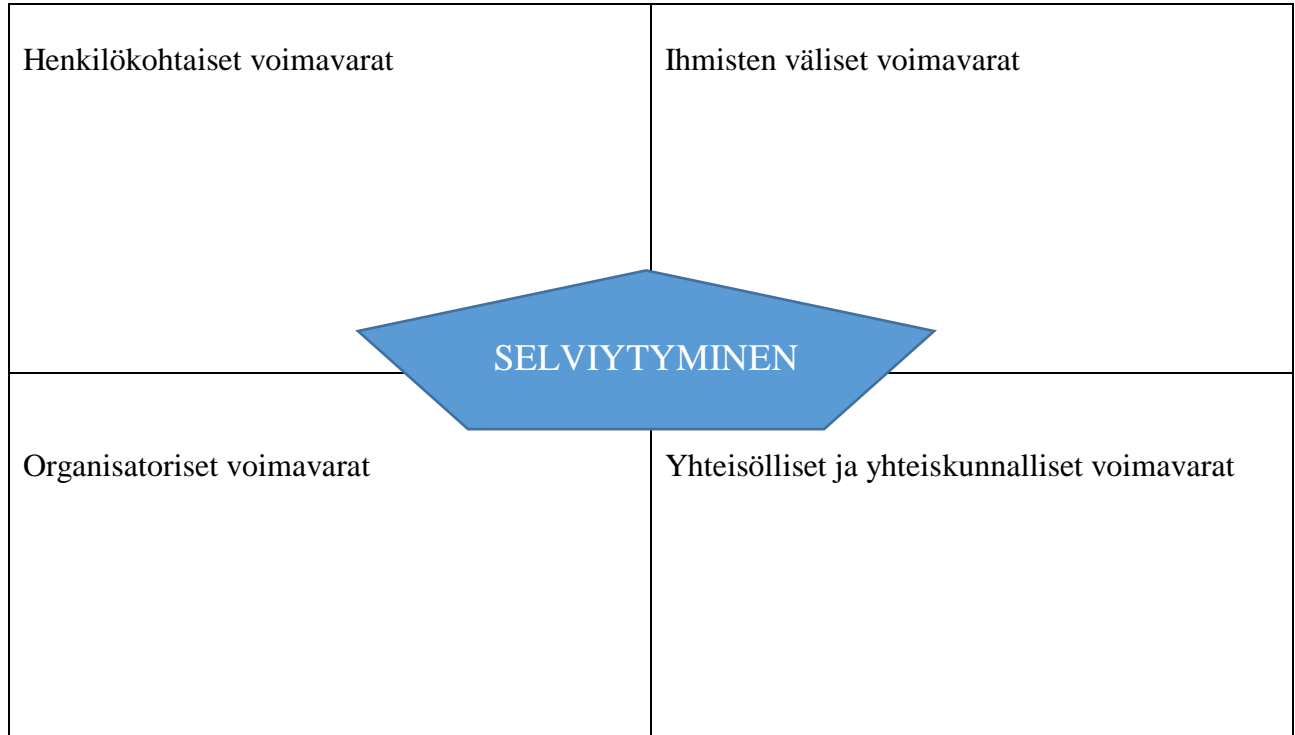 Henkilökohtaiset voimavarat
Ihmisten väliset voimavarat
SELVIYTYMINEN
Organisatoriset voimavarat
Yhteisölliset ja yhteiskunnalliset voimavarat